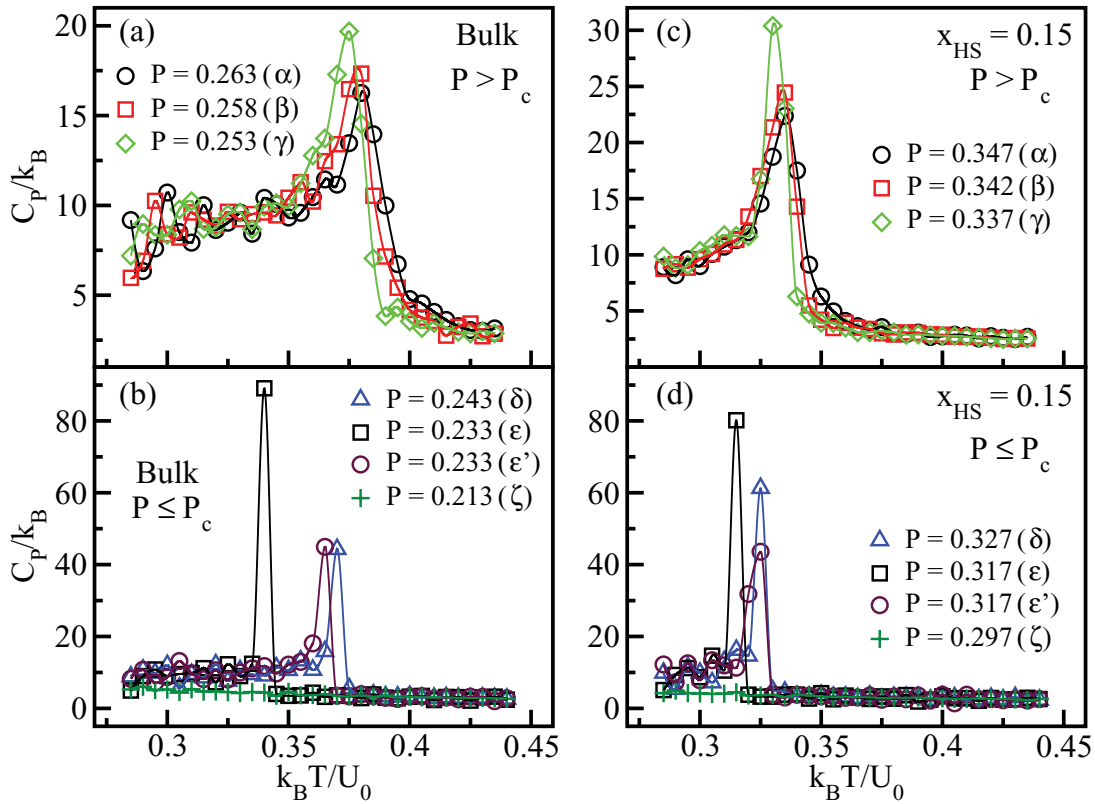 (a)
Bulk
P > P_c
P = 0.263 (α)
P = 0.258 (β)
P = 0.253 (γ)
20
15
10
5
C_P/k_B
(c)
x_HS = 0.15
P > P_c
P = 0.347 (α)
P = 0.342 (β)
P = 0.337 (γ)
30
25
20
15
10
5
(b)
Bulk
P ≤ P_c
P = 0.243 (δ)
P = 0.233 (ε)
P = 0.233 (ε')
P = 0.213 (ζ)
80
60
40
20
0
C_P/k_B
0.3 0.35 0.4 0.45
k_B T/U_0
(d)
x_HS = 0.15
P ≤ P_c
P = 0.327 (δ)
P = 0.317 (ε)
P = 0.317 (ε')
P = 0.297 (ζ)
80
60
40
20
0
0.3 0.35 0.4 0.45
k_B T/U_0